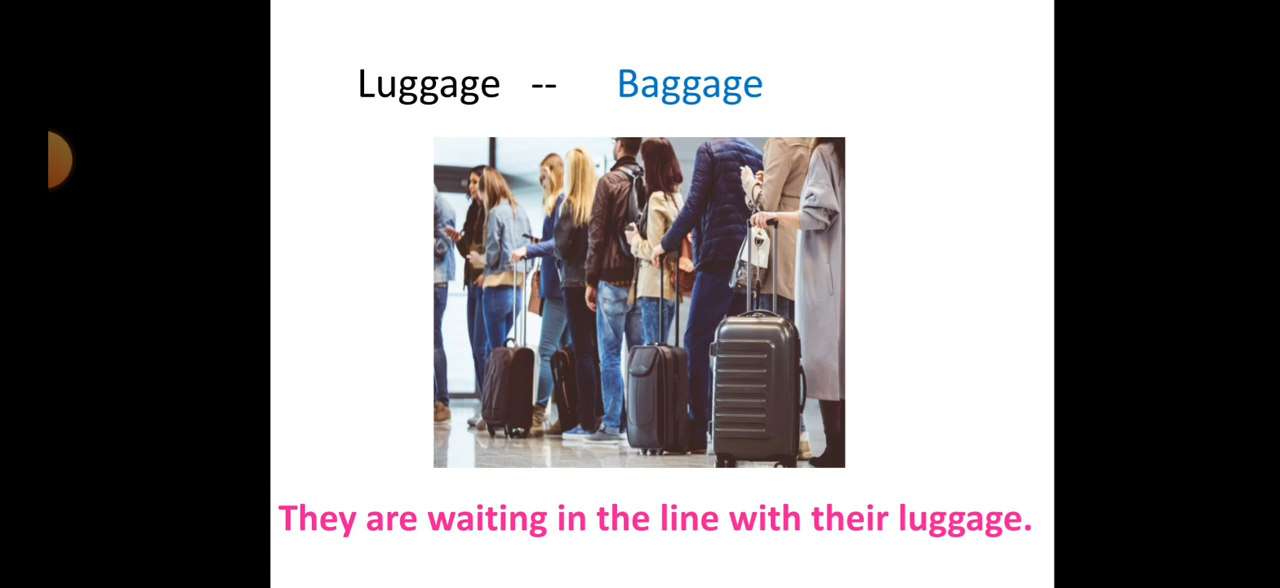 Luggage -- Baggage
They are waiting in the line with their luggage.